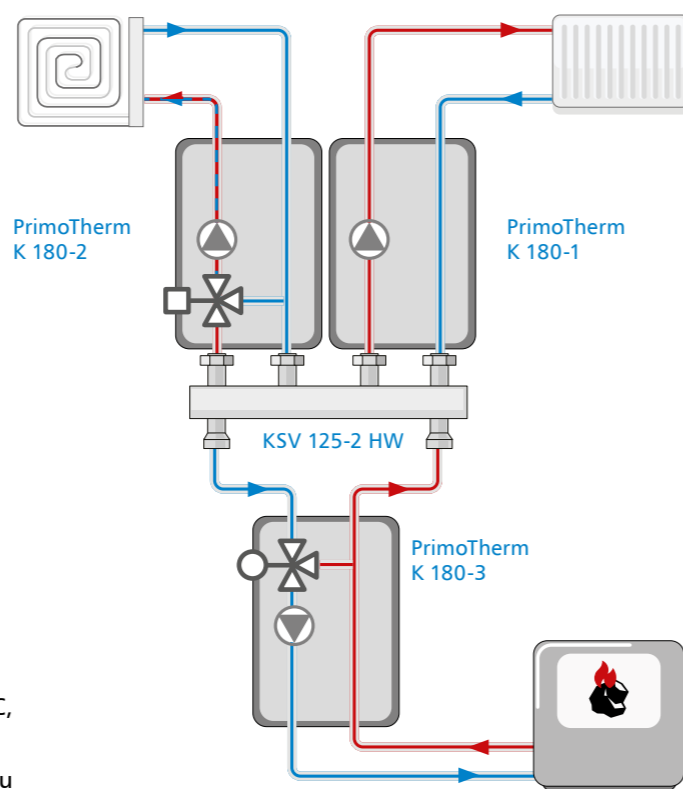 PrimoTherm
K 180-2
PrimoTherm
K 180-1
KSV 125-2 HW
PrimoTherm
K 180-3
C,
u